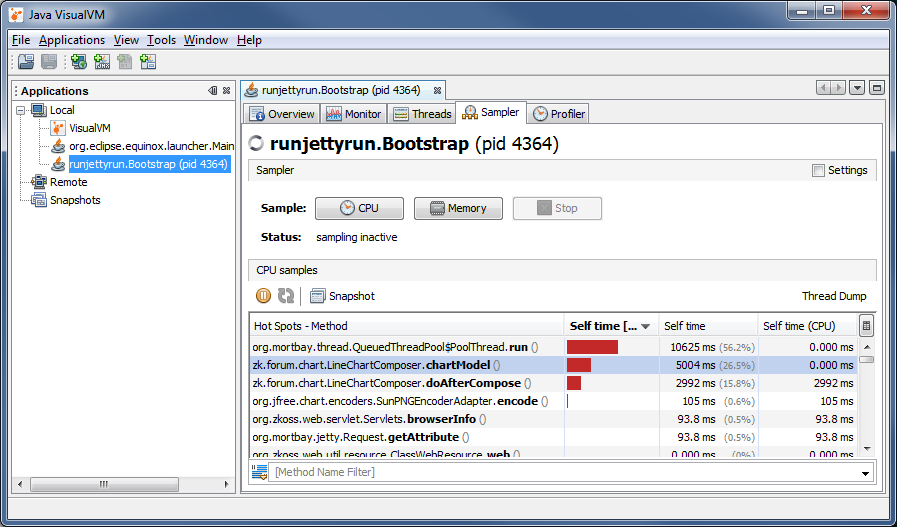 Java VisualVM
File Applications View Tools Window Help
Applications
Local
VisualVM
org.eclipse.equinox.launcher.Main
runjettyrun.Bootstrap (pid 4364)
Remote
Snapshots
runjettyrun.Bootstrap (pid 4364)
Overview Monitor Threads Sampler Profiler
runjettyrun.Bootstrap (pid 4364)
Sampler Settings
Sample: CPU Memory Stop
Status: sampling inactive
CPU samples
Snapshot Thread Dump
Hot Spots - Method Self time [... Self time Self time (CPU)
org.mortbay.thread.QueuedThreadPool$PoolThread.run () 10625 ms (56.2%) 0.000 ms
zk.forum.chart.LineChartComposer.chartModel () 5004 ms (26.5%) 0.000 ms
zk.forum.chart.LineChartComposer.doAfterCompose () 2992 ms (15.8%) 2992 ms
org.jfree.chart.encoders.SunPNGEncoderAdapter.encode () 105 ms (0.6%) 105 ms
org.zkoss.web.servlet.Servlets.browserInfo () 93.8 ms (0.5%) 93.8 ms
org.mortbay.jetty.Request.getAttribute () 93.8 ms (0.5%) 93.8 ms
org.zkoss.web.util.resource.ClassWebResource.web () 0.000 ms (0%) 0.000 ms
[Method Name Filter]